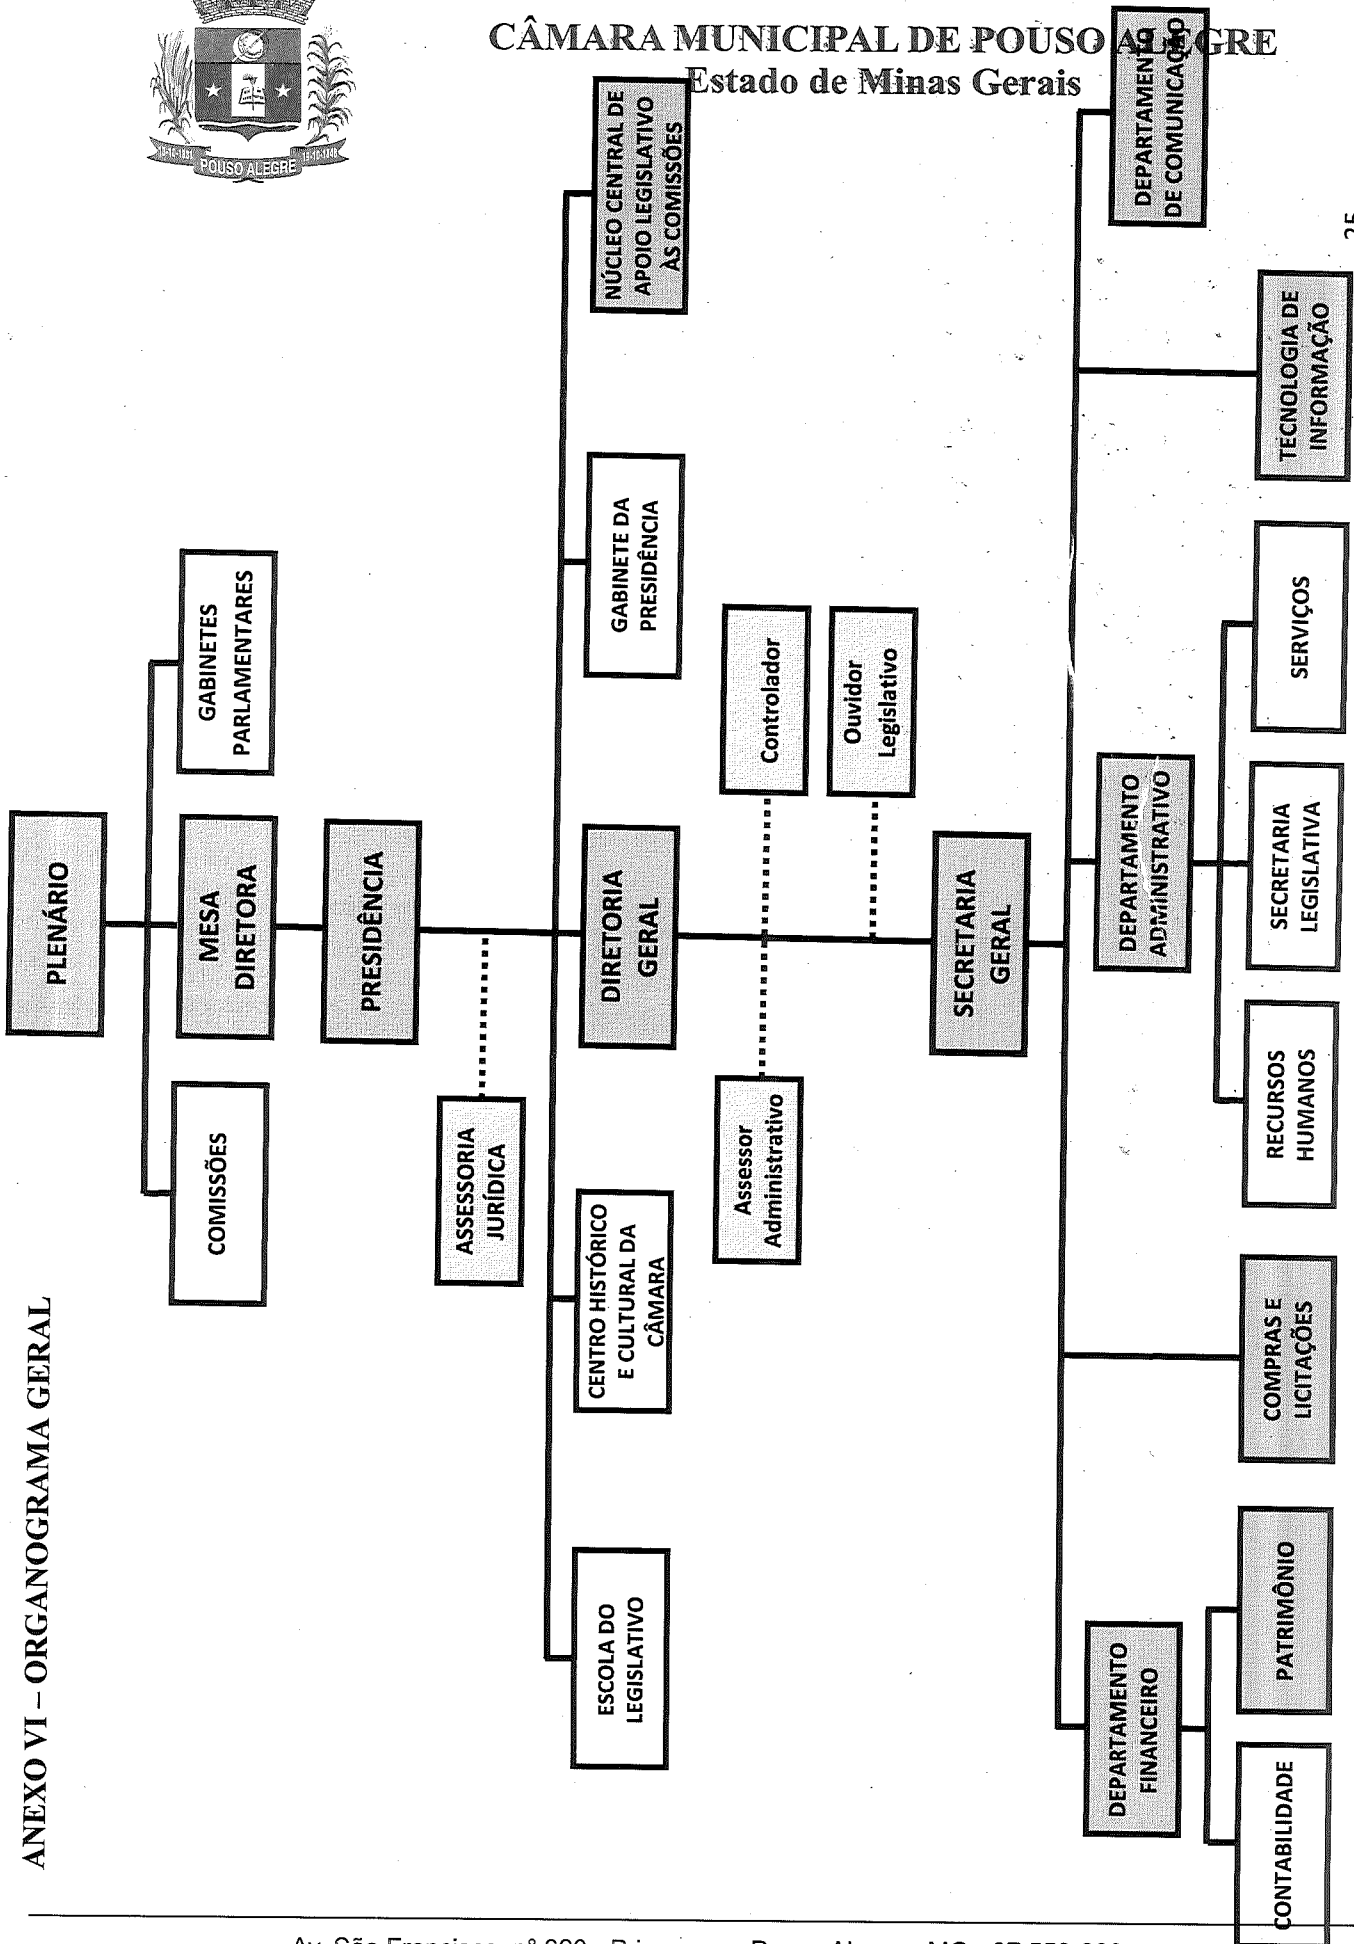 CÂMARA MUNICIPAL DE POUSO ALEGRE
Estado de Minas Gerais
POUSO ALEGRE
ANEXO VI – ORGANOGRAMA GERAL
PLENÁRIO
COMISSÕES
MESA
DIRETORA
GABINETES
PARLAMENTARES
PRESIDÊNCIA
ASSESSORIA
JURÍDICA
ESCOLA DO
LEGISLATIVO
CENTRO HISTÓRICO
E CULTURAL DA
CÂMARA
DIRETORIA
GERAL
GABINETE DA
PRESIDÊNCIA
NÚCLEO CENTRAL DE
APOIO LEGISLATIVO
ÀS COMISSÕES
Assessor
Administrativo
Controlador
Ouvidor
Legislativo
SECRETARIA
GERAL
DEPARTAMENTO
FINANCEIRO
DEPARTAMENTO
ADMINISTRATIVO
DEPARTAMENTO
DE COMUNICAÇÃO
CONTABILIDADE
PATRIMÔNIO
COMPRAS E
LICITAÇÕES
RECURSOS
HUMANOS
SECRETARIA
LEGISLATIVA
SERVIÇOS
TECNOLOGIA DE
INFORMAÇÃO